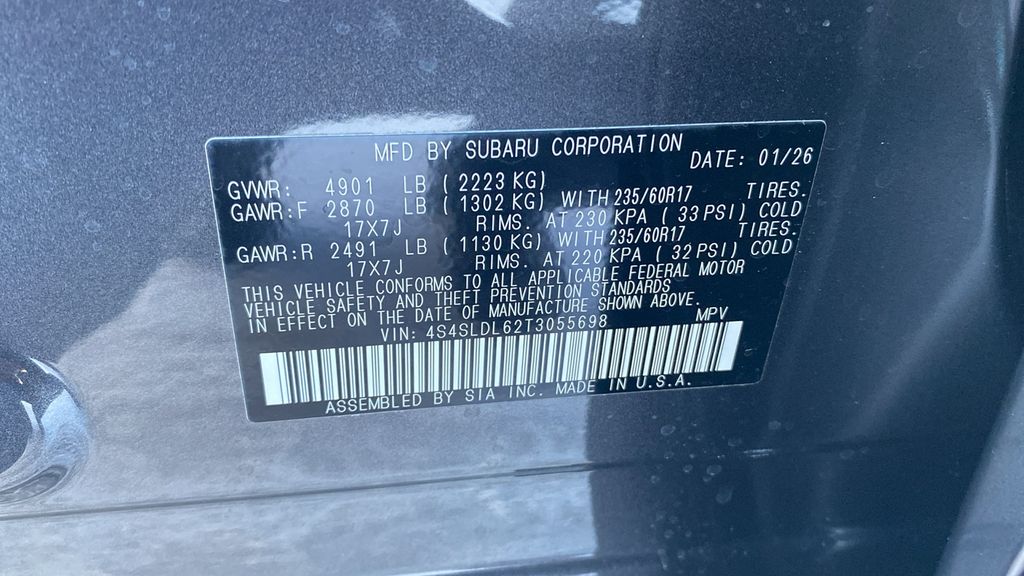 MFD BY SUBARU CORPORATION DATE: 01/26
GVWR: 4901 LB ( 2223 KG)
GAWR:F 2870 LB ( 1302 KG) WITH 235/60R17 TIRES.
17X7J RIMS. AT 230 KPA ( 33 PSI) COLD
GAWR:R 2491 LB ( 1130 KG) WITH 235/60R17 TIRES.
17X7J RIMS. AT 220 KPA ( 32 PSI) COLD
THIS VEHICLE CONFORMS TO ALL APPLICABLE FEDERAL MOTOR
VEHICLE SAFETY AND THEFT PREVENTION STANDARDS
IN EFFECT ON THE DATE OF MANUFACTURE SHOWN ABOVE.
VIN: 4S4SLDL62T3055698 MPV
ASSEMBLED BY SIA INC. MADE IN U.S.A.